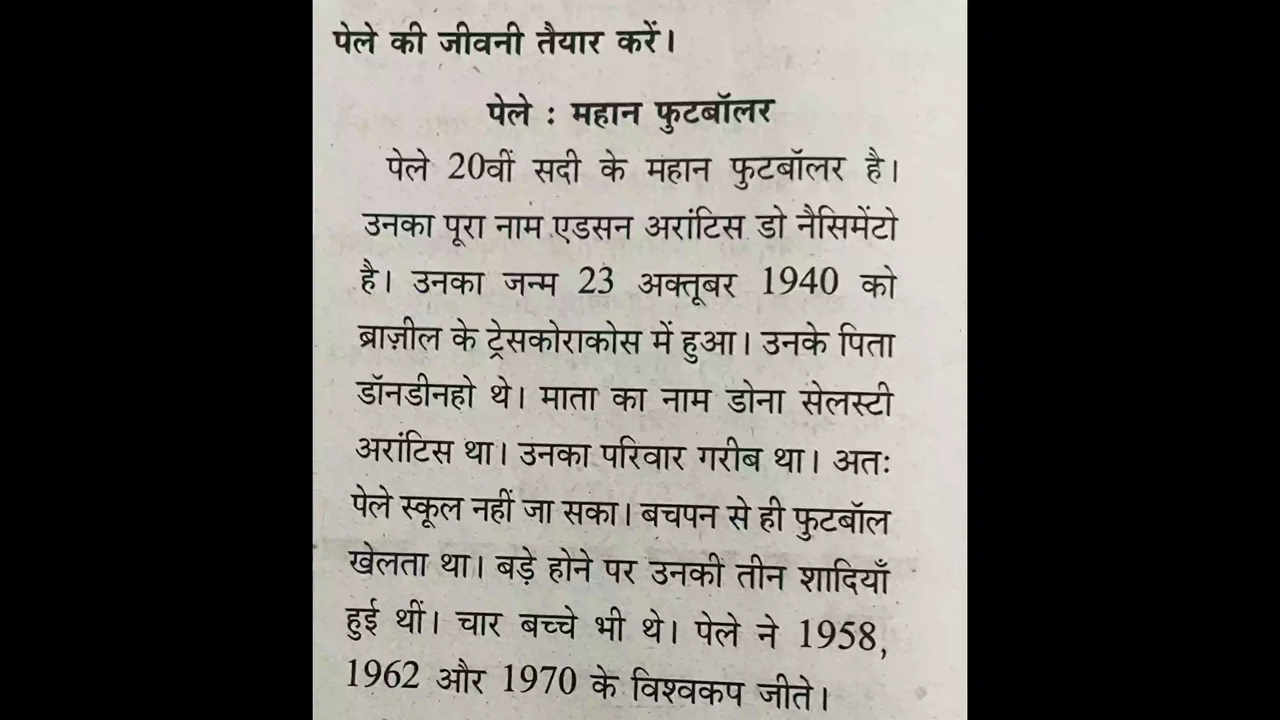 पेले की जीवनी तैयार करें।
पेले : महान फुटबॉलर
पेले 20वीं सदी के महान फुटबॉलर है।
उनका पूरा नाम एडसन अरांटिस डो नैसिमेंटो
है। उनका जन्म 23 अक्तूबर 1940 को
ब्राज़ील के ट्रेसकोराकोस में हुआ। उनके पिता
डॉनडीनहो थे। माता का नाम डोना सेलस्टी
अरांटिस था। उनका परिवार गरीब था। अतः
पेले स्कूल नहीं जा सका। बचपन से ही फुटबॉल
खेलता था। बड़े होने पर उनकी तीन शादियाँ
हुई थीं। चार बच्चे भी थे। पेले ने 1958,
1962 और 1970 के विश्वकप जीते।